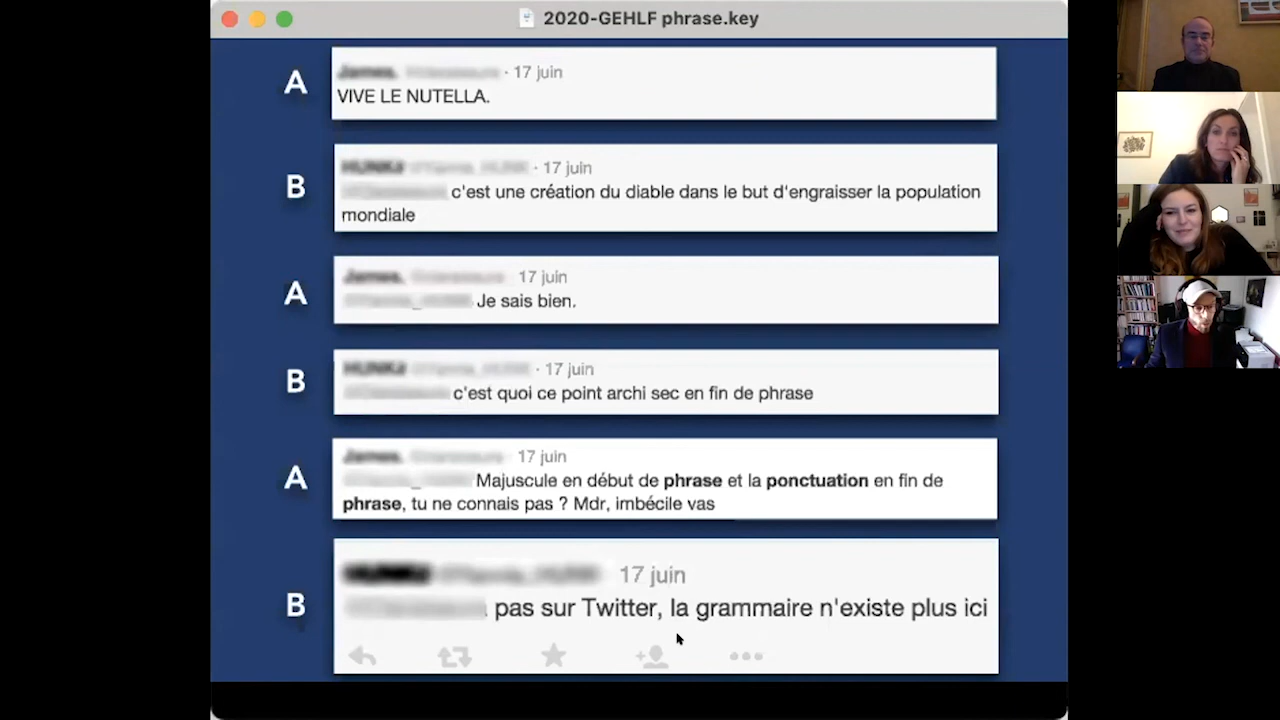 2020-GEHLF phrase.key
A
17 juin
VIVE LE NUTELLA.
B
· 17 juin
c'est une création du diable dans le but d'engraisser la population
mondiale
A
17 juin
Je sais bien.
B
· 17 juin
c'est quoi ce point archi sec en fin de phrase
A
17 juin
Majuscule en début de phrase et la ponctuation en fin de
phrase, tu ne connais pas ? Mdr, imbécile vas
B
17 juin
pas sur Twitter, la grammaire n'existe plus ici